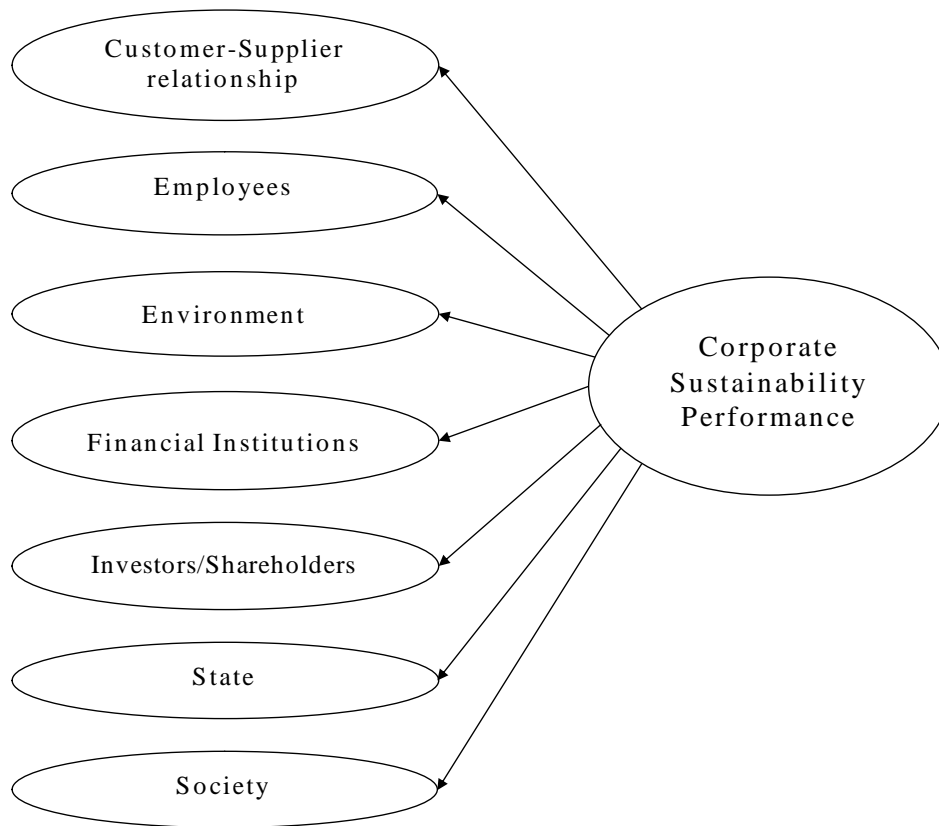 Customer-Supplier
relationship
Employees
Environment
Financial Institutions
Investors/Shareholders
State
Society
Corporate
Sustainability
Performance